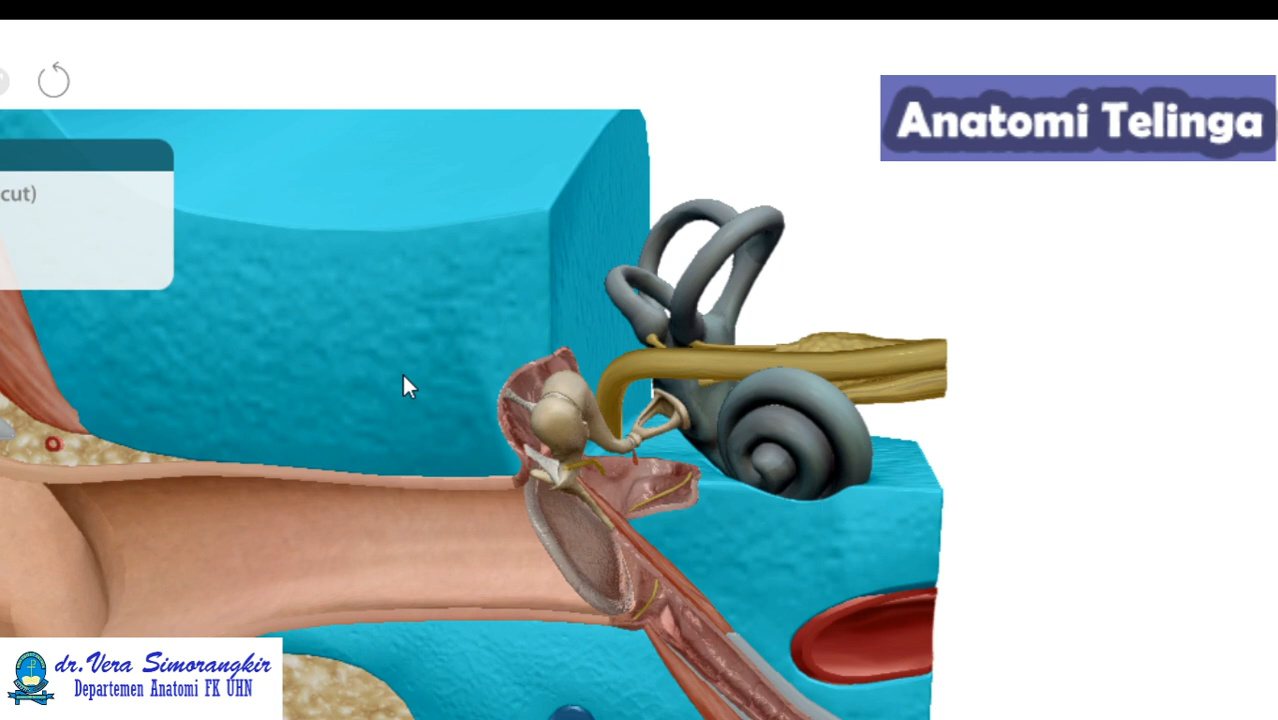 Anatomi Telinga
cut)
dr.Vera Simorangkir
Departemen Anatomi FK UHN